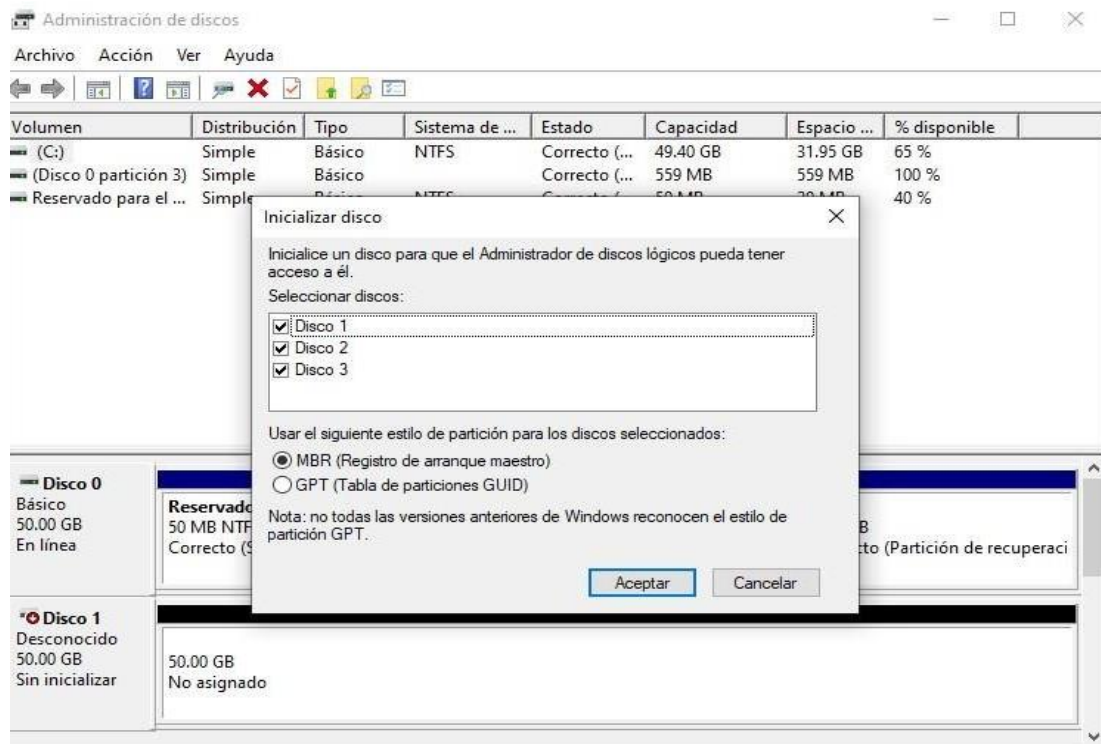 Administración de discos
Archivo Acción Ver Ayuda
Volumen Distribución Tipo Sistema de ... Estado Capacidad Espacio ... % disponible
(C:) Simple Básico NTFS Correcto (... 49.40 GB 31.95 GB 65 %
(Disco 0 partición 3) Simple Básico Correcto (... 559 MB 559 MB 100 %
Reservado para el ... Simple 40 %
Inicializar disco
Inicialice un disco para que el Administrador de discos lógicos pueda tener
acceso a él.
Seleccionar discos:
Disco 1
Disco 2
Disco 3
Usar el siguiente estilo de partición para los discos seleccionados:
MBR (Registro de arranque maestro)
GPT (Tabla de particiones GUID)
Nota: no todas las versiones anteriores de Windows reconocen el estilo de
partición GPT.
Aceptar Cancelar
Disco 0
Básico
50.00 GB
En línea
Reservado
50 MB NTF
Correcto (S
B
cto (Partición de recuperaci
Disco 1
Desconocido
50.00 GB
Sin inicializar
50.00 GB
No asignado